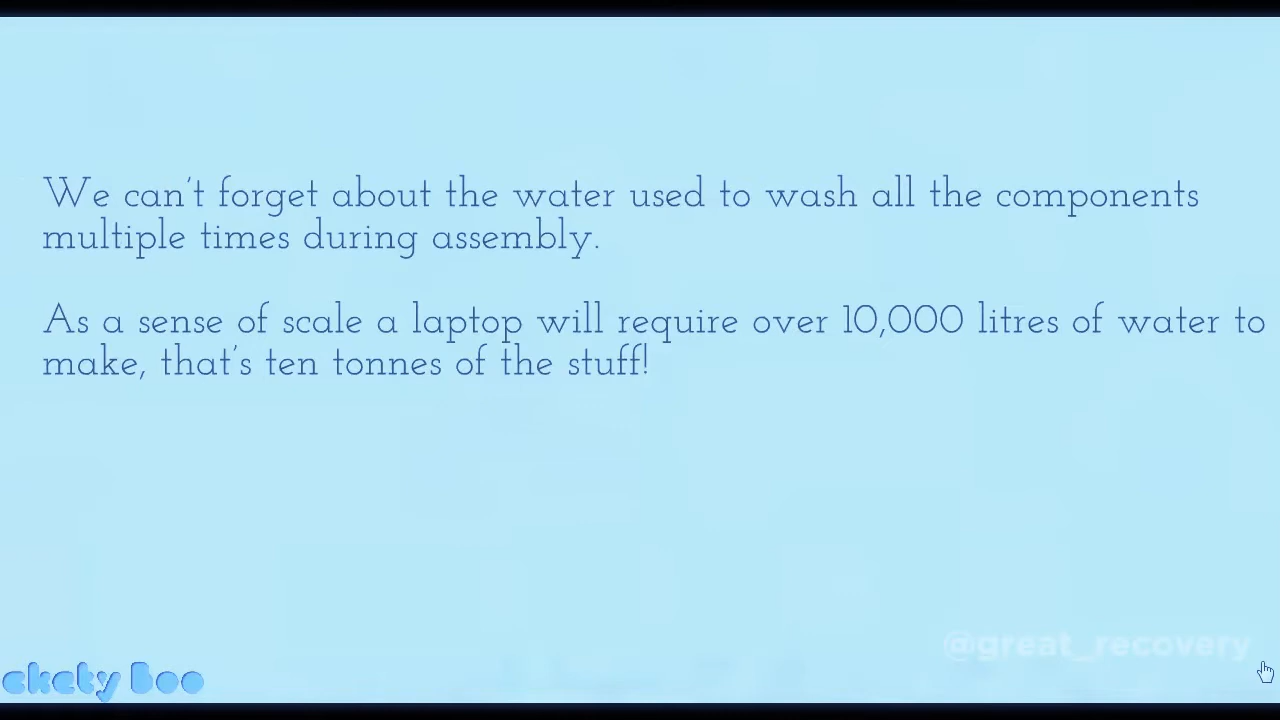 We can't forget about the water used to wash all the components
multiple times during assembly.
As a sense of scale a laptop will require over 10,000 litres of water to
make, that's ten tonnes of the stuff!
@great_recovery
ckety Boo